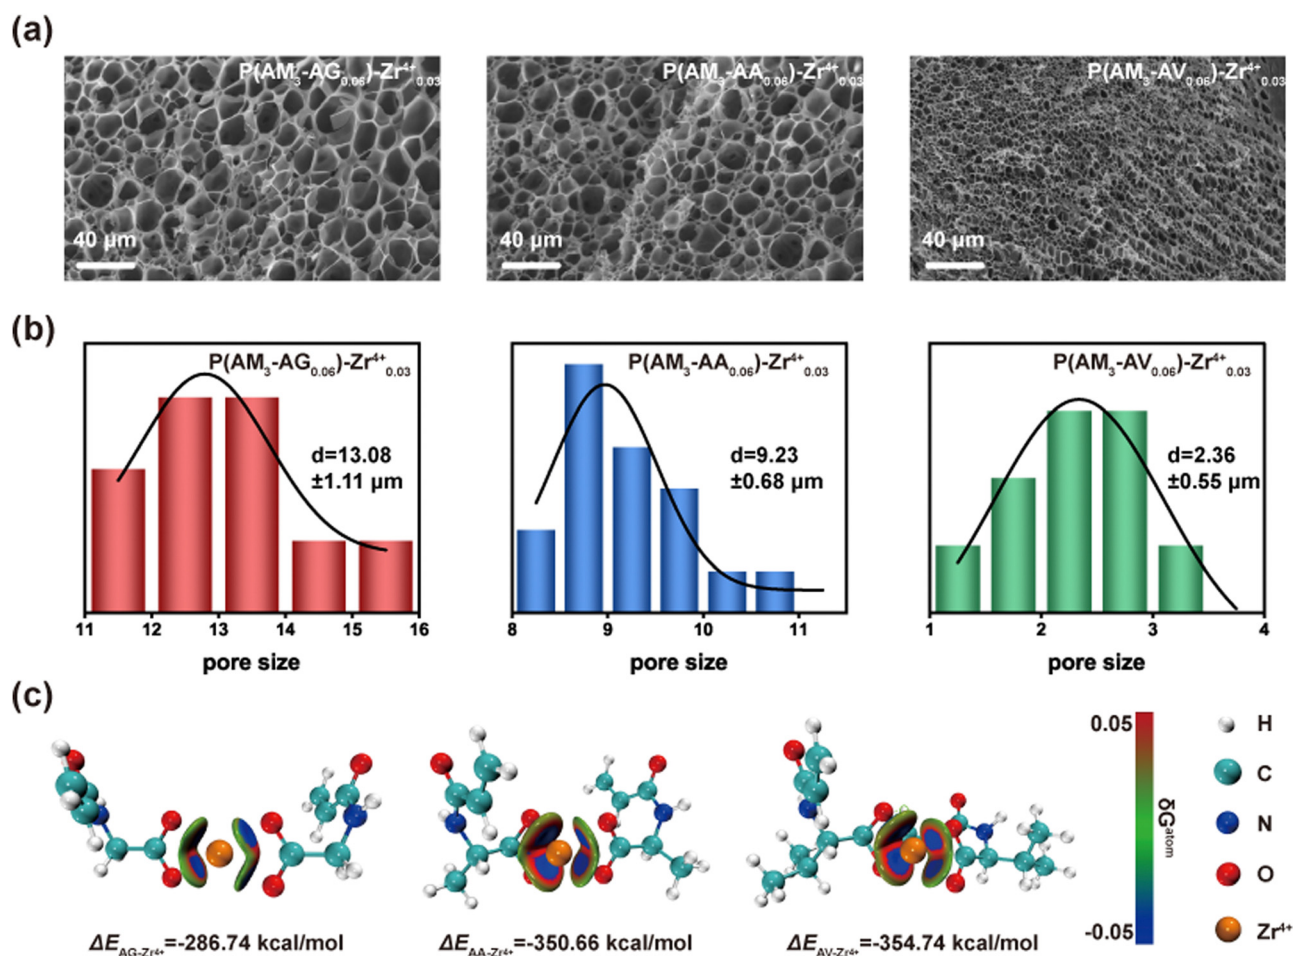 (a)
P(AM₃-AG₀.₀₆)-Zr⁴⁺₀.₀₃
P(AM₃-AA₀.₀₆)-Zr⁴⁺₀.₀₃
P(AM₃-AV₀.₀₆)-Zr⁴⁺₀.₀₃
40 µm
40 µm
40 µm
(b)
P(AM₃-AG₀.₀₆)-Zr⁴⁺₀.₀₃
d=13.08
±1.11 µm
11 12 13 14 15 16
pore size
P(AM₃-AA₀.₀₆)-Zr⁴⁺₀.₀₃
d=9.23
±0.68 µm
8 9 10 11
pore size
P(AM₃-AV₀.₀₆)-Zr⁴⁺₀.₀₃
d=2.36
±0.55 µm
1 2 3 4
pore size
(c)
ΔE_AG-Zr⁴⁺=-286.74 kcal/mol
ΔE_AA-Zr⁴⁺=-350.66 kcal/mol
ΔE_AV-Zr⁴⁺=-354.74 kcal/mol
0.05
δG^atom
-0.05
H
C
N
O
Zr⁴⁺